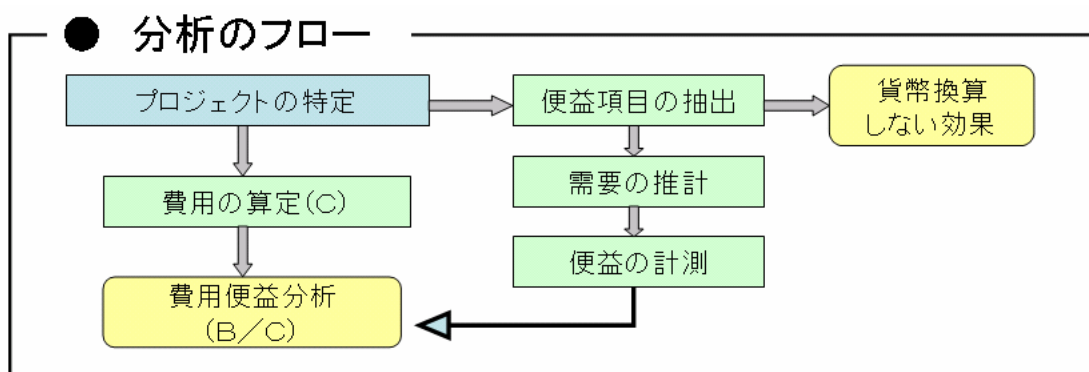 ● 分析のフロー
プロジェクトの特定
便益項目の抽出
貨幣換算
しない効果
費用の算定(C)
需要の推計
便益の計測
費用便益分析
(B/C)